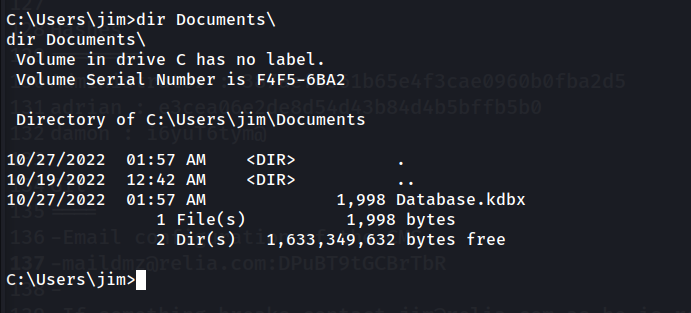 C:\Users\jim>dir Documents\
dir Documents\
 Volume in drive C has no label.
 Volume Serial Number is F4F5-6BA2

 Directory of C:\Users\jim\Documents

10/27/2022  01:57 AM    <DIR>          .
10/19/2022  12:42 AM    <DIR>          ..
10/27/2022  01:57 AM             1,998 Database.kdbx
               1 File(s)          1,998 bytes
               2 Dir(s)   1,633,349,632 bytes free

C:\Users\jim>